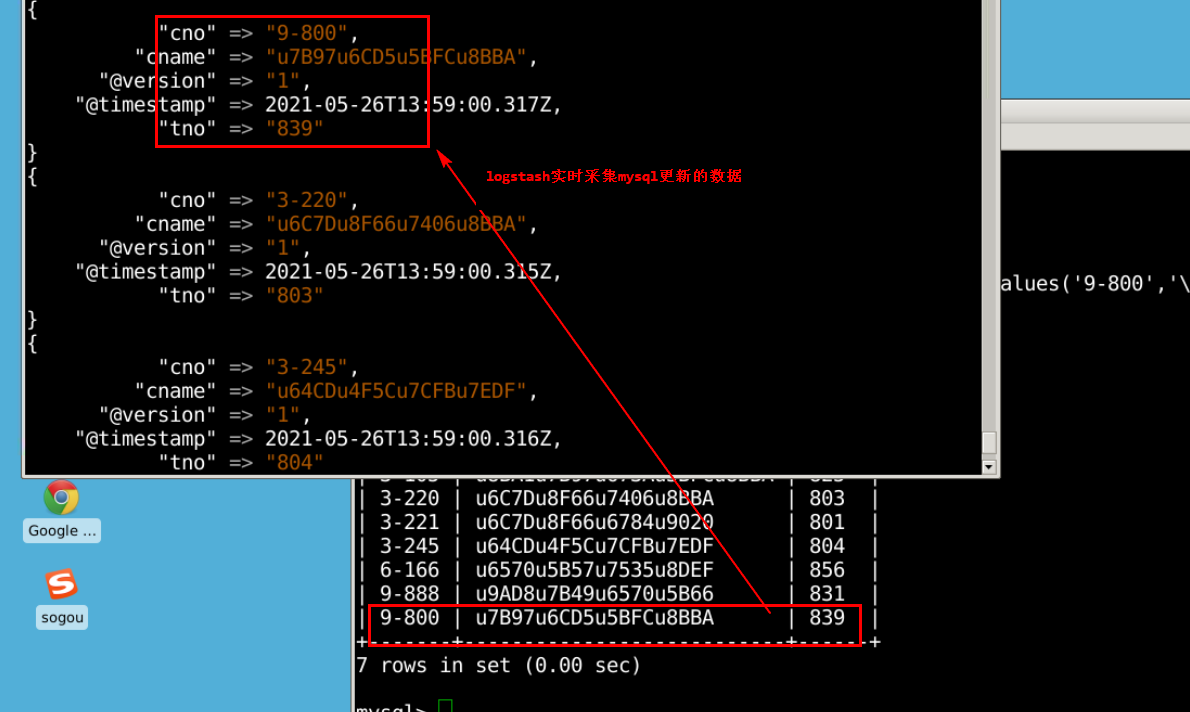 {
"cno" => "9-800",
"cname" => "u7B97u6CD5u5BFCu8BBA",
"@version" => "1",
"@timestamp" => 2021-05-26T13:59:00.317Z,
"tno" => "839"
}
{
"cno" => "3-220",
"cname" => "u6C7Du8F66u7406u8BBA",
"@version" => "1",
"@timestamp" => 2021-05-26T13:59:00.315Z,
"tno" => "803"
}
{
"cno" => "3-245",
"cname" => "u64CDu4F5Cu7CFBu7EDF",
"@version" => "1",
"@timestamp" => 2021-05-26T13:59:00.316Z,
"tno" => "804"
logstash实时采集mysql更新的数据
alues('9-800','\
| 3-220 | u6C7Du8F66u7406u8BBA | 803 |
| 3-221 | u6C7Du8F66u6784u9020 | 801 |
| 3-245 | u64CDu4F5Cu7CFBu7EDF | 804 |
| 6-166 | u6570u5B57u7535u8DEF | 856 |
| 9-888 | u9AD8u7B49u6570u5B66 | 831 |
| 9-800 | u7B97u6CD5u5BFCu8BBA | 839 |
+-------+---------------------------+------+
7 rows in set (0.00 sec)
mysql>
Google ...
sogou